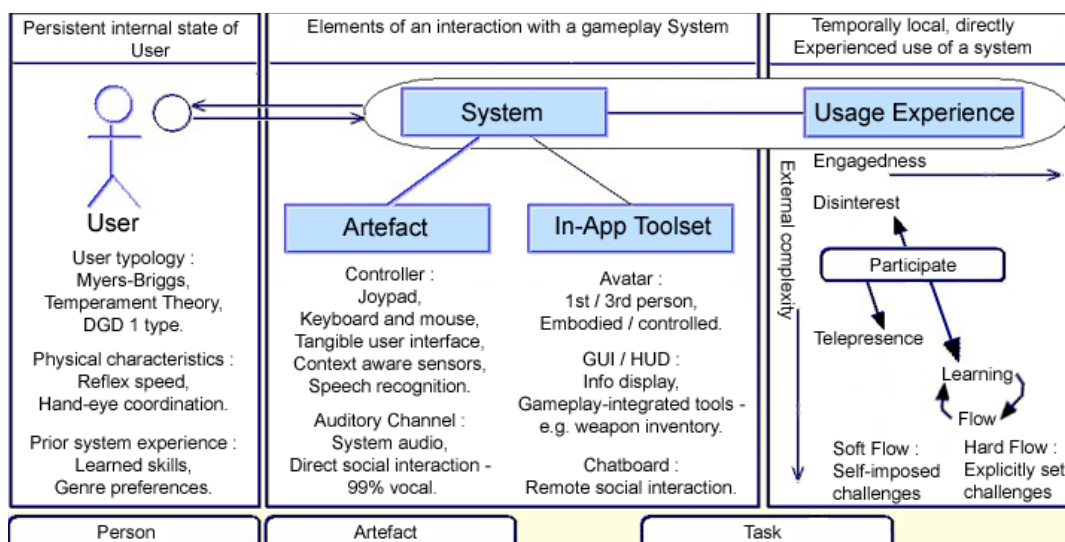 Persistent internal state of
User
Elements of an interaction with a gameplay System
Temporally local, directly
Experienced use of a system
System
Usage Experience
User
User typology :
Myers-Briggs,
Temperament Theory,
DGD 1 type.
Physical characteristics :
Reflex speed,
Hand-eye coordination.
Prior system experience :
Learned skills,
Genre preferences.
Artefact
Controller :
Joypad,
Keyboard and mouse,
Tangible user interface,
Context aware sensors,
Speech recognition.
Auditory Channel :
System audio,
Direct social interaction -
99% vocal.
In-App Toolset
Avatar :
1st / 3rd person,
Embodied / controlled.
GUI / HUD :
Info display,
Gameplay-integrated tools -
e.g. weapon inventory.
Chatboard :
Remote social interaction.
External complexity
Engagedness
Disinterest
Participate
Telepresence
Learning
Flow
Soft Flow :
Self-imposed
challenges
Hard Flow :
Explicitly set
challenges
Person
Artefact
Task